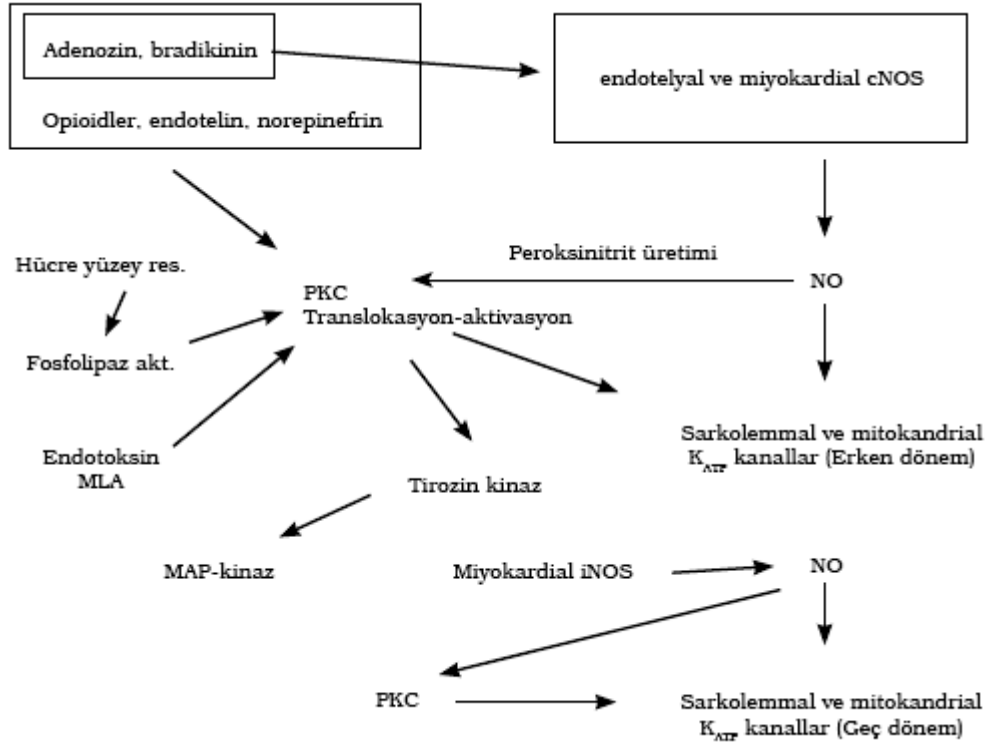 Adenozin, bradikinin
Opioidler, endotelin, norepinefrin
endotelyal ve miyokardial cNOS
Peroksinitrit üretimi
NO
Hücre yüzey res.
PKC
Translokasyon-aktivasyon
Fosfolipaz akt.
Endotoksin
MLA
Sarkolemmal ve mitokandrial
K_ATP kanallar (Erken dönem)
Tirozin kinaz
MAP-kinaz
Miyokardial iNOS
NO
PKC
Sarkolemmal ve mitokandrial
K_ATP kanallar (Geç dönem)